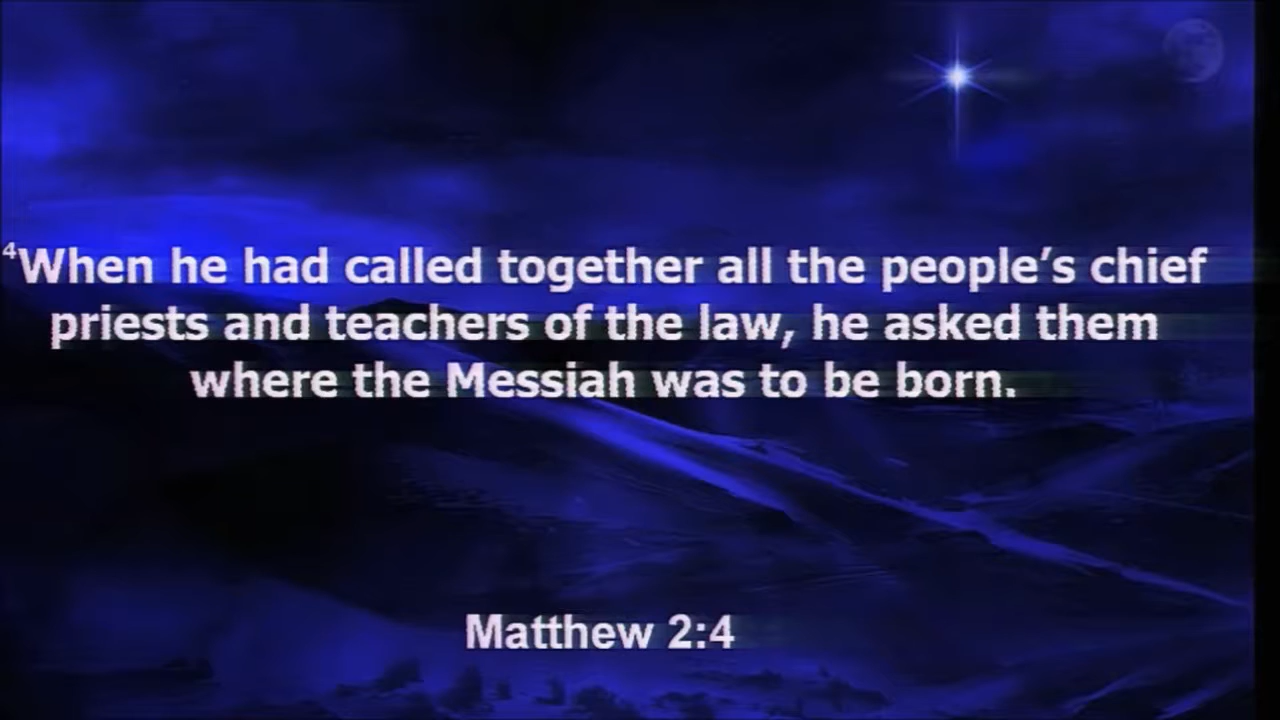 ⁴When he had called together all the people’s chief
priests and teachers of the law, he asked them
where the Messiah was to be born.
Matthew 2:4